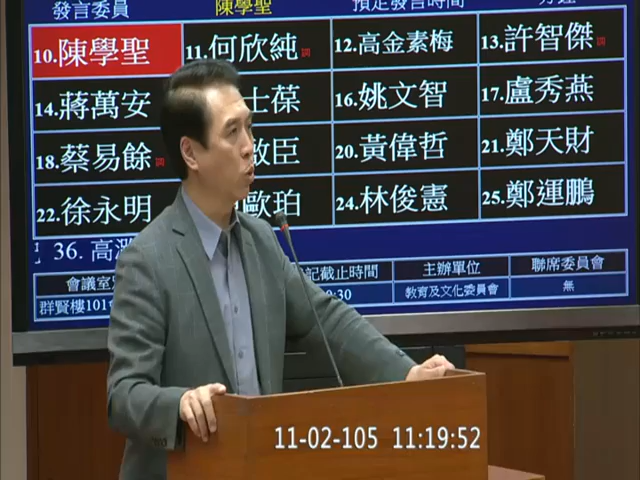 發言委員 陳學聖 預定發言時間
10.陳學聖 11.何欣純 12.高金素梅 13.許智傑
14.蔣萬安 士葆 16.姚文智 17.盧秀燕
18.蔡易餘 20.黃偉哲 21.鄭天財
22.徐永明 歐珀 24.林俊憲 25.鄭運鵬
36. 高潞
會議室 記截止時間 主辦單位 聯席委員會
群賢樓101 :30 教育及文化委員會 無
11-02-105 11:19:52